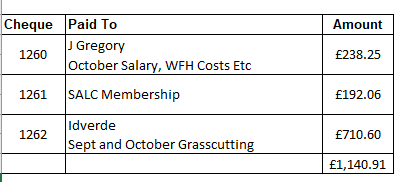 Cheque Paid To Amount
1260 J Gregory
October Salary, WFH Costs Etc £238.25
1261 SALC Membership £192.06
1262 Idverde
Sept and October Grasscutting £710.60
£1,140.91